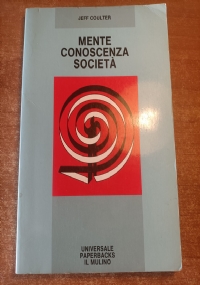 JEFF COULTER
MENTE
CONOSCENZA
SOCIETÀ
UNIVERSALE
PAPERBACKS
IL MULINO